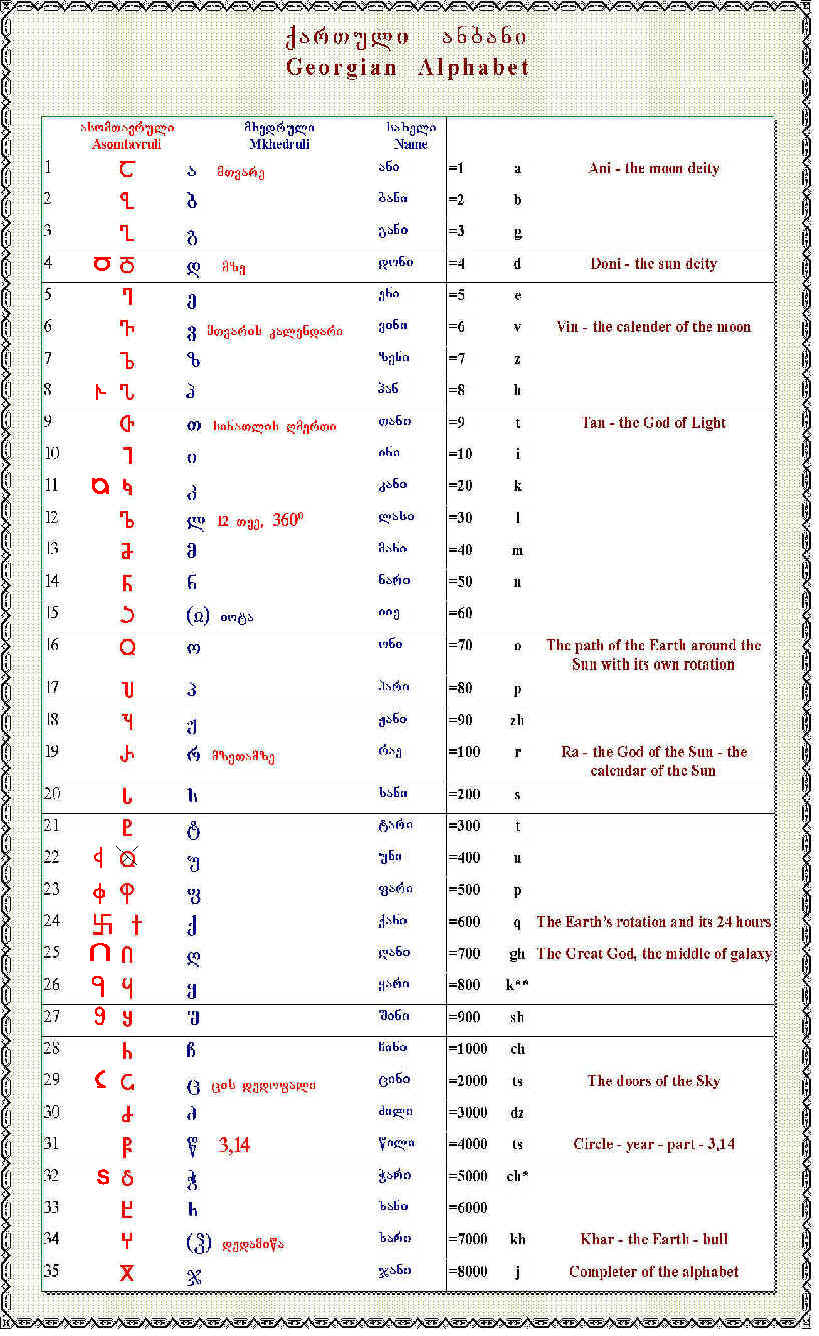 ქართული ანბანი
Georgian Alphabet
ასომთავრული მხედრული სახელი
Asomtavruli Mkhedruli Name
1 Ⴀ ა მთვარე ანი =1 a Ani - the moon deity
2 Ⴁ ბ ბანი =2 b
3 Ⴂ გ განი =3 g
4 Ⴃ დ მზე დონი =4 d Doni - the sun deity
5 Ⴄ ე ენი =5 e
6 Ⴅ ვ მთვარის კალენდარი ვინი =6 v Vin - the calender of the moon
7 Ⴆ ზ ზენი =7 z
8 Ⴡ ჰ ჰან =8 h
9 Ⴇ თ სინათლის ღმერთი თანი =9 t Tan - the God of Light
10 Ⴈ ი ინი =10 i
11 Ⴉ კ კანი =20 k
12 Ⴊ ლ 12 თვე, 360⁰ ლასი =30 l
13 Ⴋ მ მანი =40 m
14 Ⴌ ნ ნარი =50 n
15 Ⴢ იოტა იიე =60
16 Ⴍ ო ონი =70 o The path of the Earth around the
Sun with its own rotation
17 Ⴎ პ პარი =80 p
18 Ⴏ ჟ ჟანი =90 zh
19 Ⴐ რ მზეთამზე რაე =100 r Ra - the God of the Sun - the
calendar of the Sun
20 Ⴑ ს სანი =200 s
21 Ⴒ ტ ტარი =300 t
22 Ⴓ უ უნი =400 u
23 Ⴔ ფ ფარი =500 p
24 卐 Ⴕ ქ ქანი =600 q The Earth's rotation and its 24 hours
25 Ⴖ ღ ღანი =700 gh The Great God, the middle of galaxy
26 Ⴗ ყ ყარი =800 k**
27 Ⴘ შ შინი =900 sh
28 Ⴙ ჩ ჩინი =1000 ch
29 Ⴚ ც ცის დედოფალი ცინი =2000 ts The doors of the Sky
30 Ⴛ ძ ძილი =3000 dz
31 Ⴜ წ 3,14 წილი =4000 ts Circle - year - part - 3,14
32 Ⴝ ჭ ჭარი =5000 ch*
33 Ⴞ ხ ხანი =6000
34 Ⴤ (ჴ) დედამიწა ხარი =7000 kh Khar - the Earth - bull
35 Ⴟ ჯ ჯანი =8000 j Completer of the alphabet